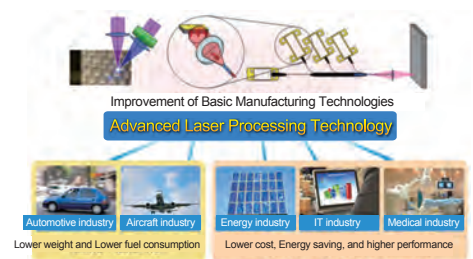 Improvement of Basic Manufacturing Technologies
Advanced Laser Processing Technology
Automotive industry
Aircraft industry
Energy industry
IT industry
Medical industry
Lower weight and Lower fuel consumption
Lower cost, Energy saving, and higher performance